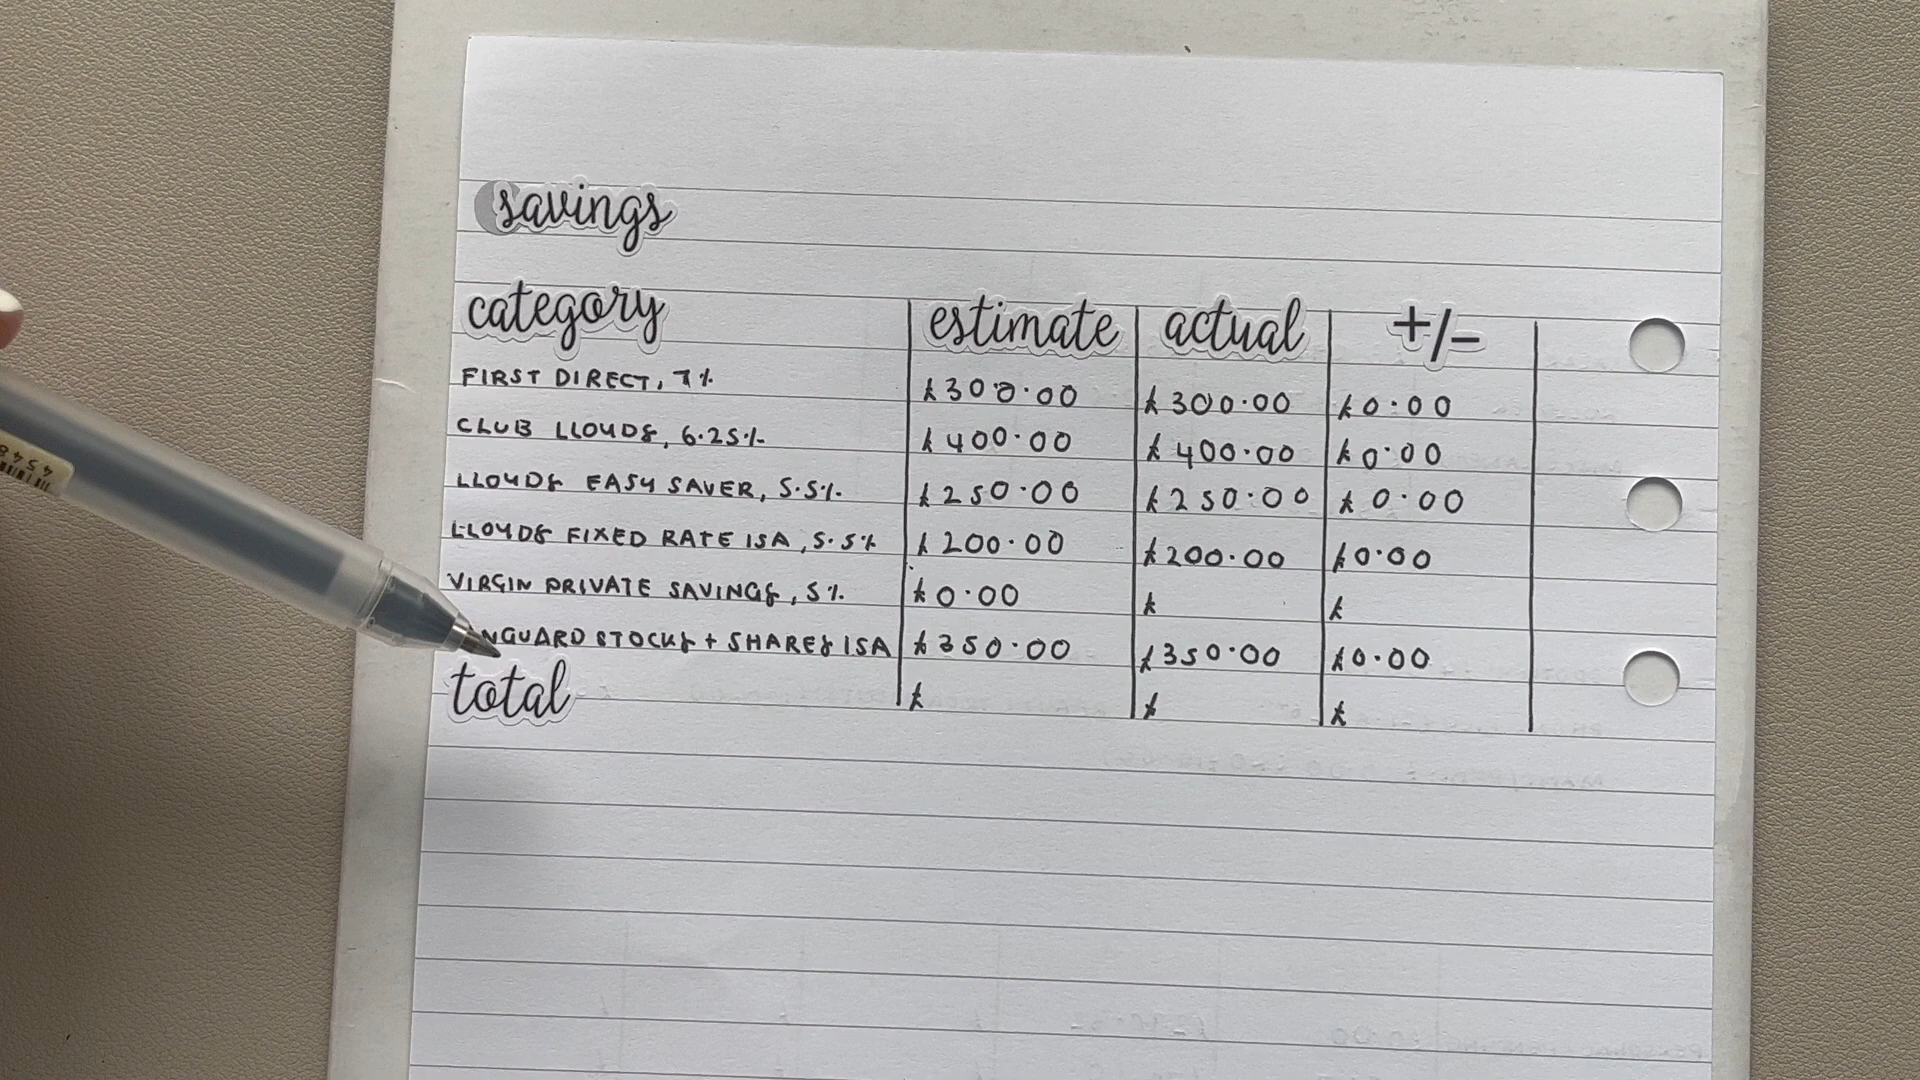 savings
category estimate actual +/-
FIRST DIRECT, 7% £300.00 £300.00 £0.00
CLUB LLOYDS, 6.25% £400.00 £400.00 £0.00
LLOYDS EASY SAVER, 5.5% £250.00 £250.00 £0.00
LLOYDS FIXED RATE ISA, 5.5% £200.00 £200.00 £0.00
VIRGIN PRIVATE SAVINGS, 5% £0.00 £ £
NGUARD STOCKS + SHARES ISA £350.00 £350.00 £0.00
total £ £ £
4548